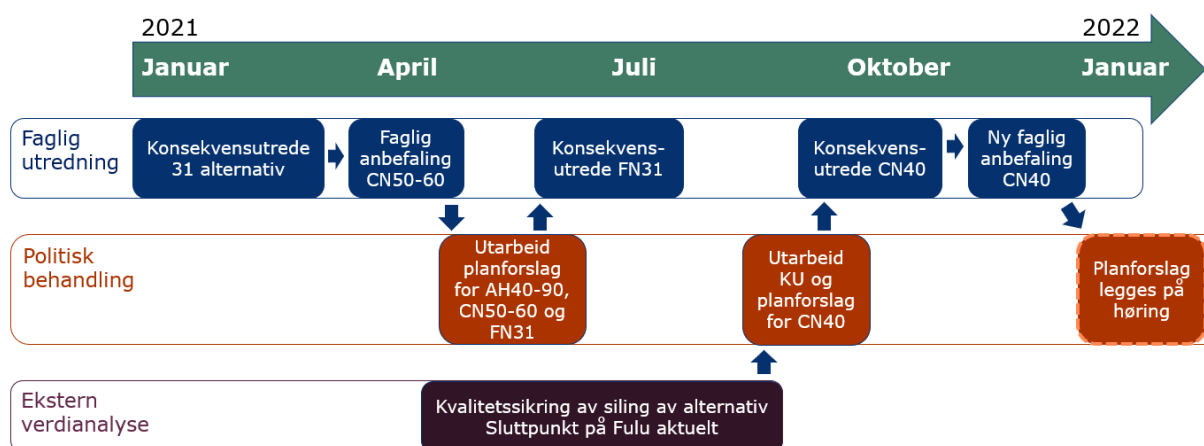 2021
2022
Januar
April
Juli
Oktober
Januar
Faglig
utredning
Konsekvensutrede
31 alternativ
Faglig
anbefaling
CN50-60
Konsekvens-
utrede FN31
Konsekvens-
utrede CN40
Ny faglig
anbefaling
CN40
Politisk
behandling
Utarbeid
planforslag
for AH40-90,
CN50-60 og
FN31
Utarbeid
KU og
planforslag
for CN40
Planforslag
legges på
høring
Ekstern
verdianalyse
Kvalitetssikring av siling av alternativ
Sluttpunkt på Fulu aktuelt